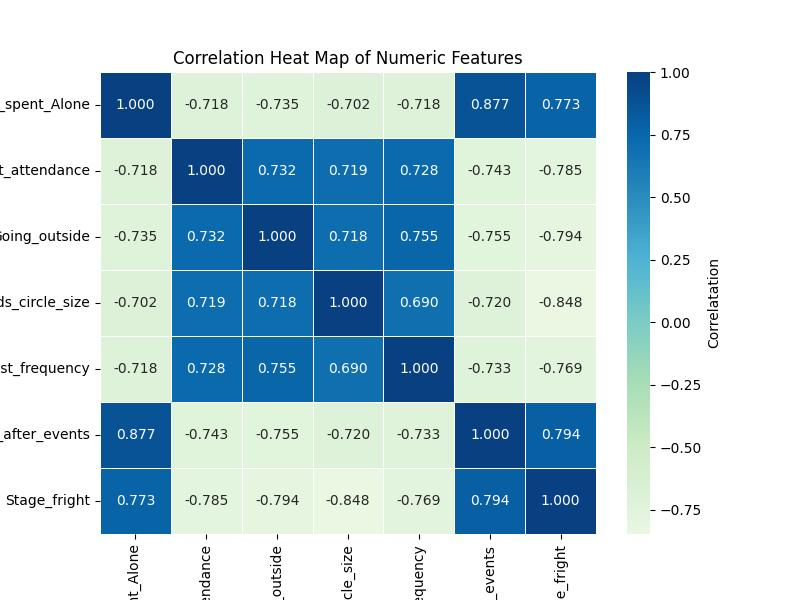 Correlation Heat Map of Numeric Features
_spent_Alone 1.000 -0.718 -0.735 -0.702 -0.718 0.877 0.773
t_attendance -0.718 1.000 0.732 0.719 0.728 -0.743 -0.785
Going_outside -0.735 0.732 1.000 0.718 0.755 -0.755 -0.794
ds_circle_size -0.702 0.719 0.718 1.000 0.690 -0.720 -0.848
st_frequency -0.718 0.728 0.755 0.690 1.000 -0.733 -0.769
_after_events 0.877 -0.743 -0.755 -0.720 -0.733 1.000 0.794
Stage_fright 0.773 -0.785 -0.794 -0.848 -0.769 0.794 1.000
nt_Alone
endance
_outside
cle_size
equency
_events
e_fright
1.00
0.75
0.50
0.25
0.00
−0.25
−0.50
−0.75
Correlatation